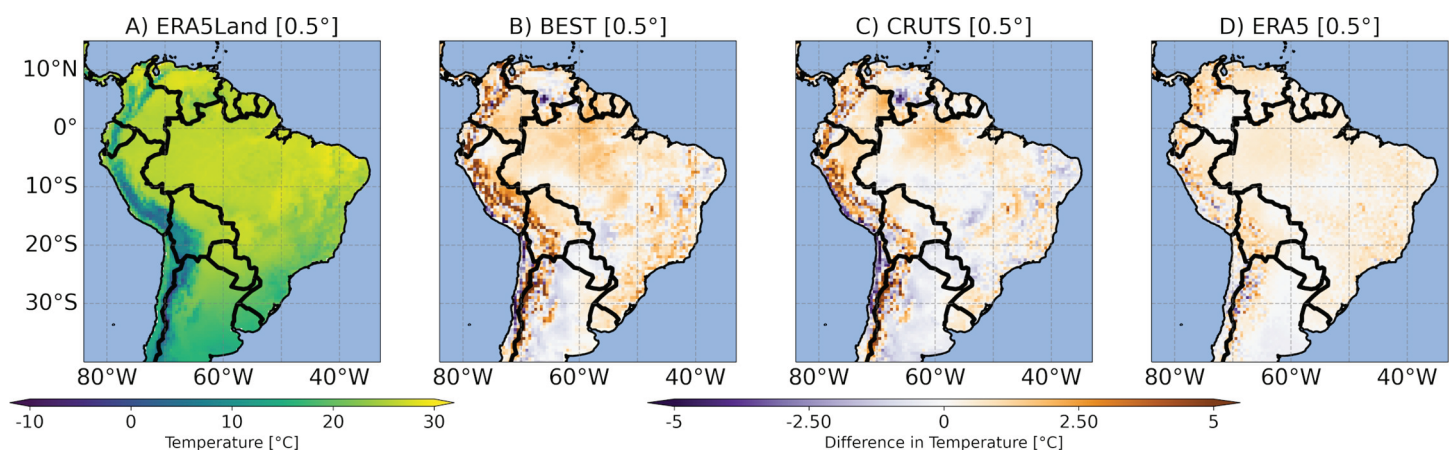 A) ERA5Land [0.5°]
B) BEST [0.5°]
C) CRUTS [0.5°]
D) ERA5 [0.5°]
10°N
0°
10°S
20°S
30°S
80°W 60°W 40°W
80°W 60°W 40°W
80°W 60°W 40°W
80°W 60°W 40°W
-10 0 10 20 30
Temperature [°C]
-5 -2.50 0 2.50 5
Difference in Temperature [°C]